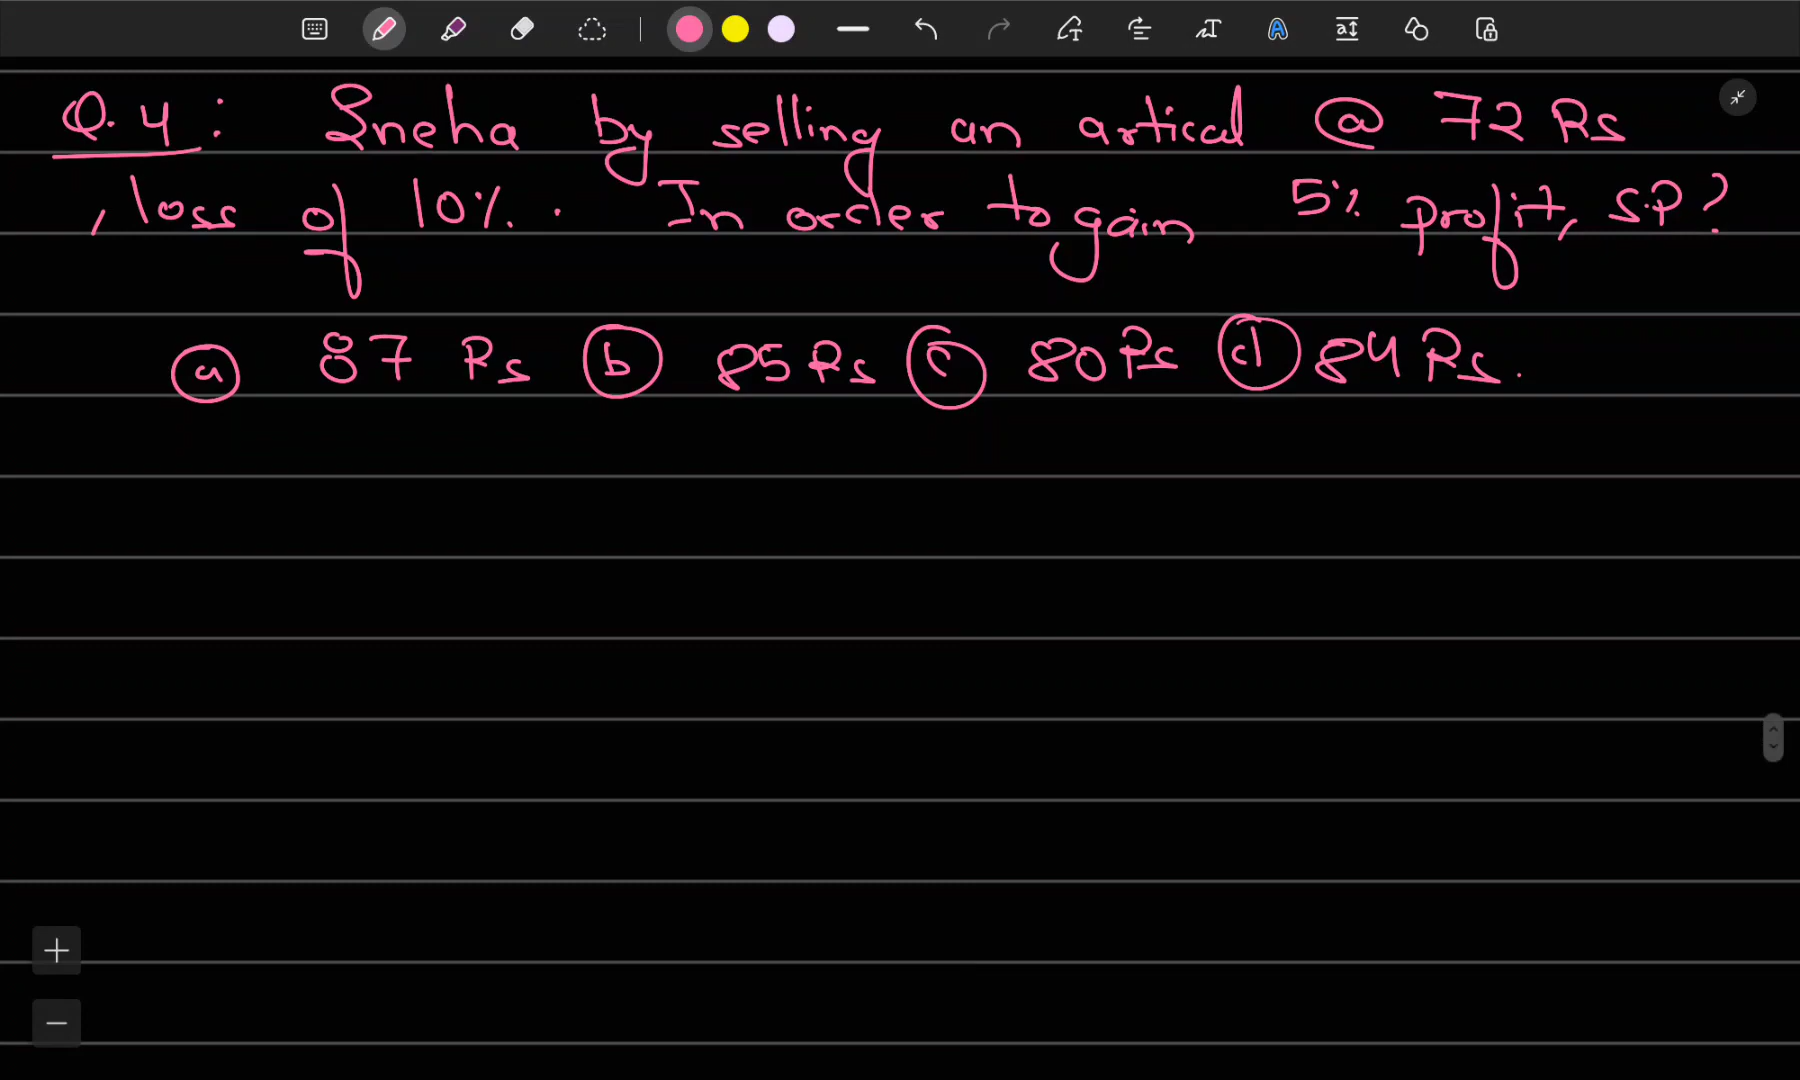 Q.4: Sneha by selling an artical @ 72 Rs
, loss of 10%. In order to gain 5% profit, S.P?
(a) 87 Rs (b) 85 Rs (c) 80 Rs (d) 84 Rs.